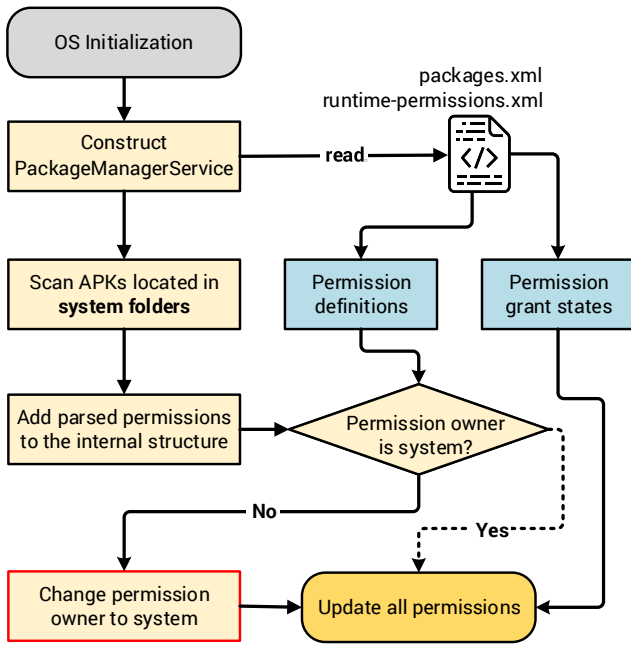 OS Initialization
packages.xml
runtime-permissions.xml
Construct
PackageManagerService
read
</>
Scan APKs located in
system folders
Permission
definitions
Permission
grant states
Add parsed permissions
to the internal structure
Permission owner
is system?
No
Yes
Change permission
owner to system
Update all permissions